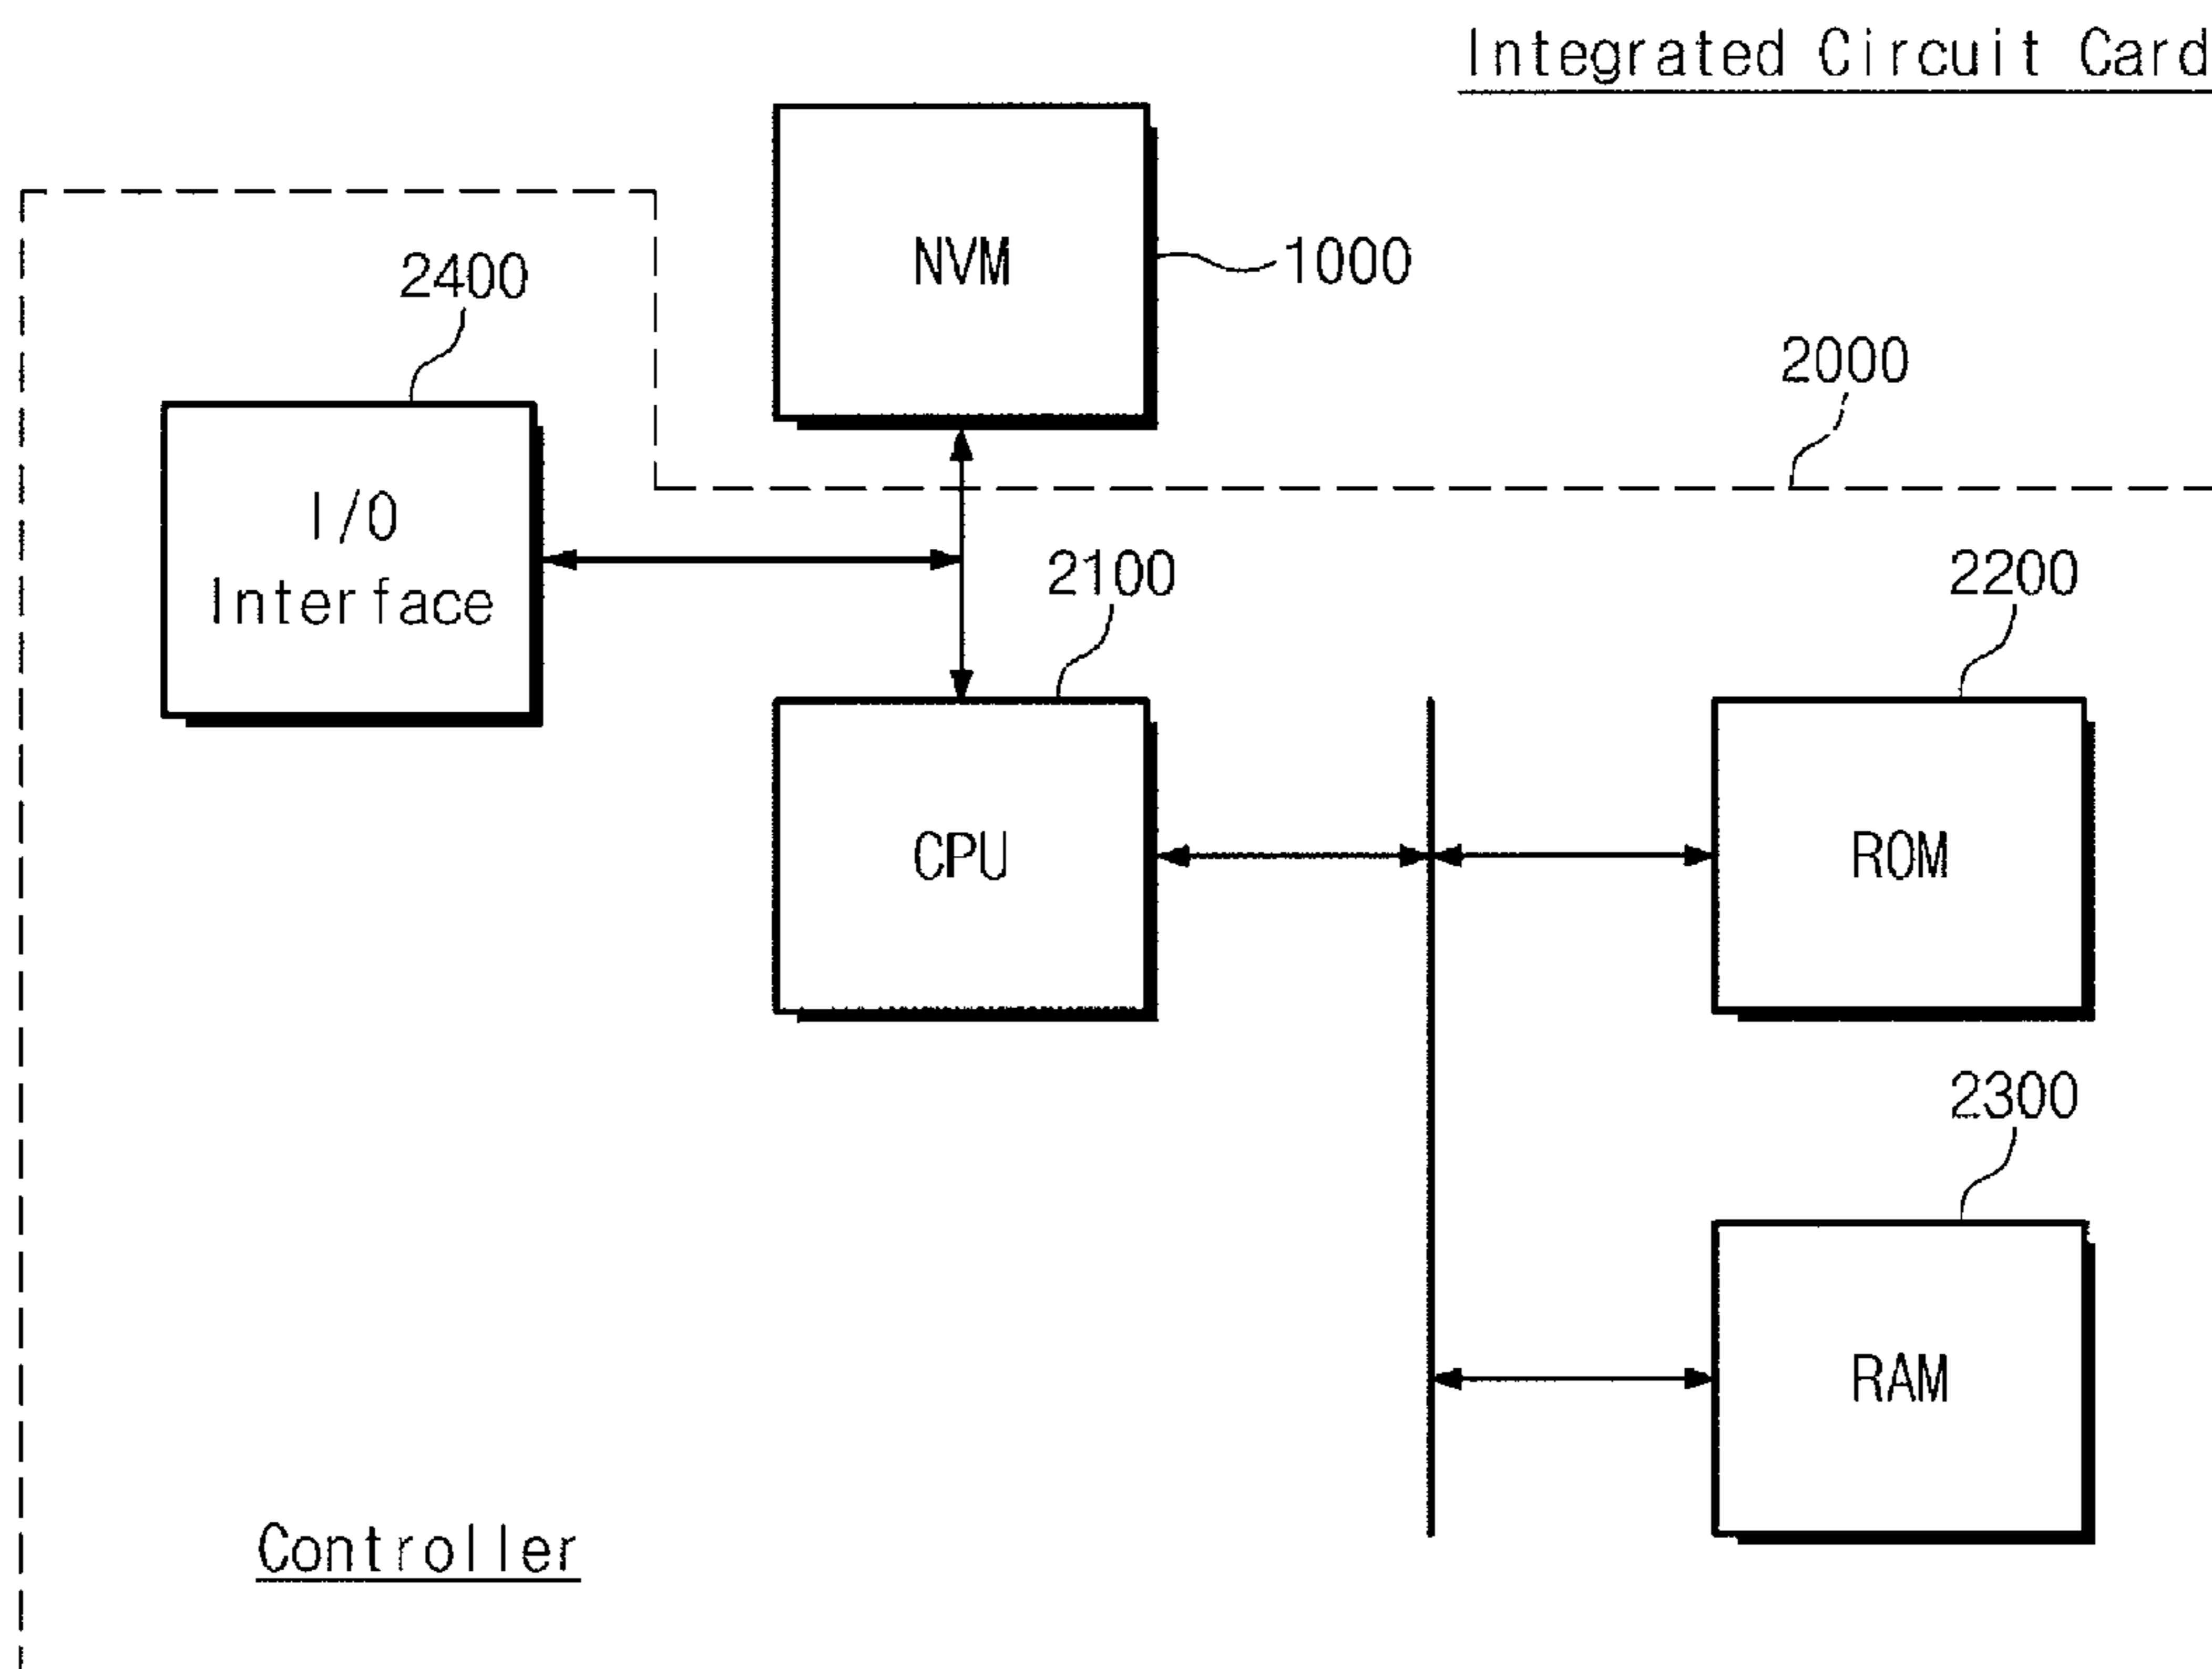 Integrated Circuit Card
NVM
1000
2400
2000
I/O
Interface
2100
2200
CPU
ROM
2300
RAM
Controller